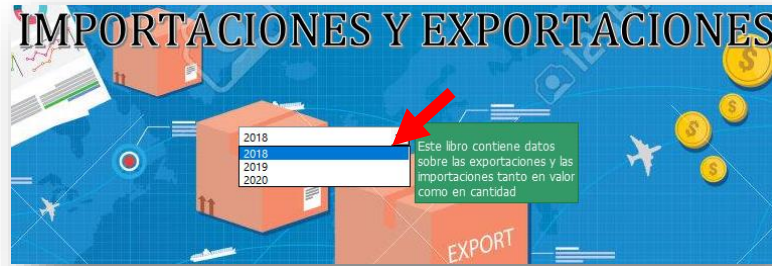 IMPORTACIONES Y EXPORTACIONES
2018
2018
2019
2020
Este libro contiene datos
sobre las exportaciones y las
importaciones tanto en valor
como en cantidad
EXPORT